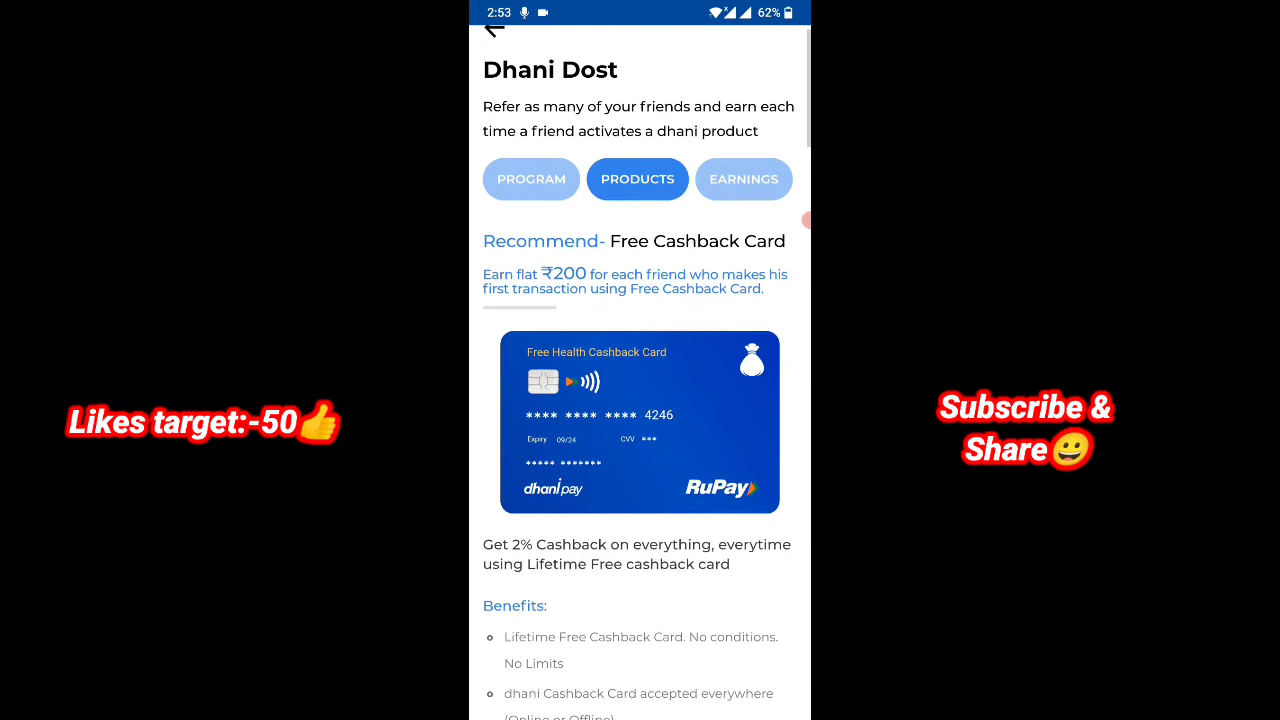 2:53
62%
Dhani Dost
Refer as many of your friends and earn each
time a friend activates a dhani product
PROGRAM PRODUCTS EARNINGS
Recommend- Free Cashback Card
Earn flat ₹200 for each friend who makes his
first transaction using Free Cashback Card.
Free Health Cashback Card
**** **** **** 4246
Expiry 09/24 CVV ***
***** *******
dhani pay RuPay
Get 2% Cashback on everything, everytime
using Lifetime Free cashback card
Benefits:
Lifetime Free Cashback Card. No conditions.
No Limits
dhani Cashback Card accepted everywhere
(Online or Offline)
Likes target:-50👍
Subscribe &
Share😀